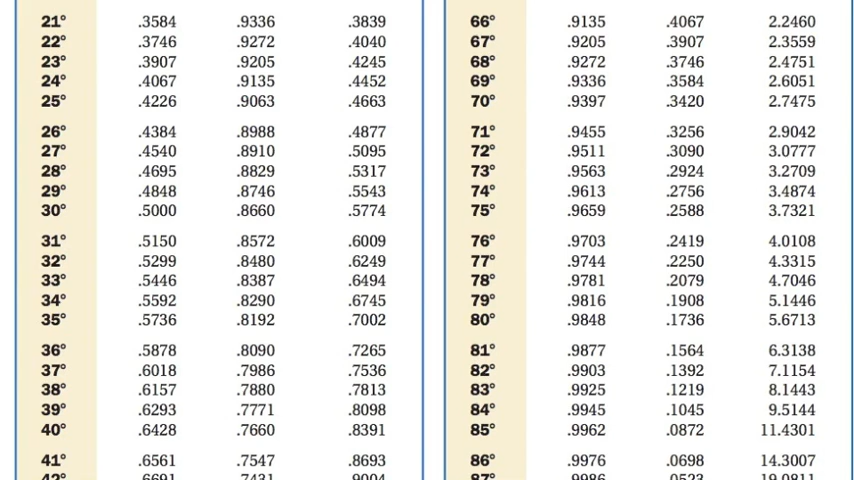 21° .3584 .9336 .3839
22° .3746 .9272 .4040
23° .3907 .9205 .4245
24° .4067 .9135 .4452
25° .4226 .9063 .4663
26° .4384 .8988 .4877
27° .4540 .8910 .5095
28° .4695 .8829 .5317
29° .4848 .8746 .5543
30° .5000 .8660 .5774
31° .5150 .8572 .6009
32° .5299 .8480 .6249
33° .5446 .8387 .6494
34° .5592 .8290 .6745
35° .5736 .8192 .7002
36° .5878 .8090 .7265
37° .6018 .7986 .7536
38° .6157 .7880 .7813
39° .6293 .7771 .8098
40° .6428 .7660 .8391
41° .6561 .7547 .8693
42° .6691 .7431 .9004
66° .9135 .4067 2.2460
67° .9205 .3907 2.3559
68° .9272 .3746 2.4751
69° .9336 .3584 2.6051
70° .9397 .3420 2.7475
71° .9455 .3256 2.9042
72° .9511 .3090 3.0777
73° .9563 .2924 3.2709
74° .9613 .2756 3.4874
75° .9659 .2588 3.7321
76° .9703 .2419 4.0108
77° .9744 .2250 4.3315
78° .9781 .2079 4.7046
79° .9816 .1908 5.1446
80° .9848 .1736 5.6713
81° .9877 .1564 6.3138
82° .9903 .1392 7.1154
83° .9925 .1219 8.1443
84° .9945 .1045 9.5144
85° .9962 .0872 11.4301
86° .9976 .0698 14.3007
87° .9986 .0523 19.0811